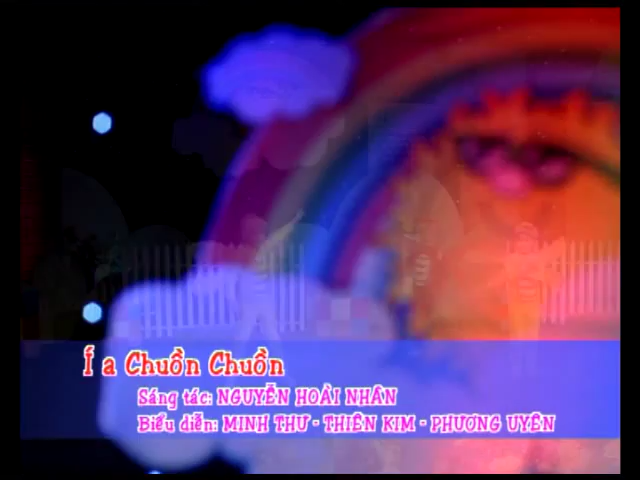 Í a Chuồn Chuồn
Sáng tác: NGUYỄN HOÀI NHÂN
Biểu diễn: MINH THƯ - THIÊN KIM - PHƯƠNG UYÊN